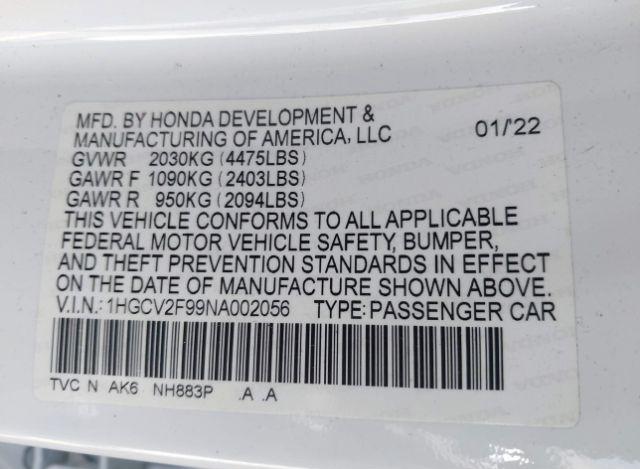 MFD. BY HONDA DEVELOPMENT &
MANUFACTURING OF AMERICA, LLC 01/'22
GVWR 2030KG (4475LBS)
GAWR F 1090KG (2403LBS)
GAWR R 950KG (2094LBS)
THIS VEHICLE CONFORMS TO ALL APPLICABLE
FEDERAL MOTOR VEHICLE SAFETY, BUMPER,
AND THEFT PREVENTION STANDARDS IN EFFECT
ON THE DATE OF MANUFACTURE SHOWN ABOVE.
V.I.N.: 1HGCV2F99NA002056 TYPE: PASSENGER CAR
TVC N AK6 NH883P .A .A